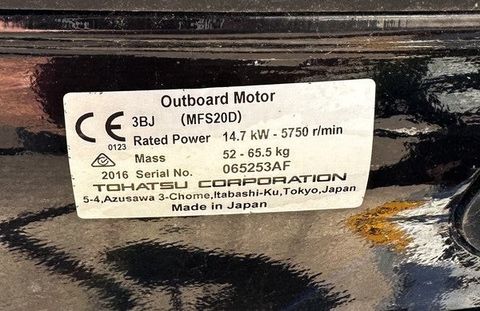 Outboard Motor
CE 3BJ (MFS20D)
0123 Rated Power 14.7 kW - 5750 r/min
Mass 52 - 65.5 kg
2016 Serial No. 065253AF
TOHATSU CORPORATION
5-4,Azusawa 3-Chome,Itabashi-Ku,Tokyo,Japan
Made in Japan